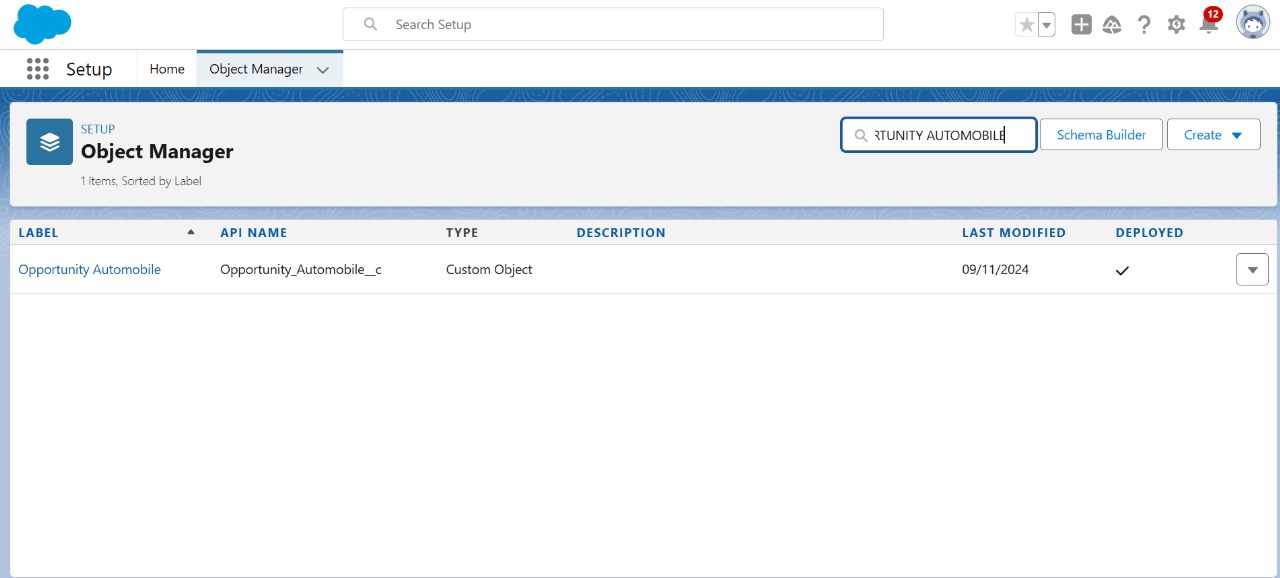 Search Setup
12
Setup
Home
Object Manager
SETUP
Object Manager
1 Items, Sorted by Label
RTUNITY AUTOMOBILE
Schema Builder
Create
LABEL
API NAME
TYPE
DESCRIPTION
LAST MODIFIED
DEPLOYED
Opportunity Automobile
Opportunity_Automobile__c
Custom Object
09/11/2024